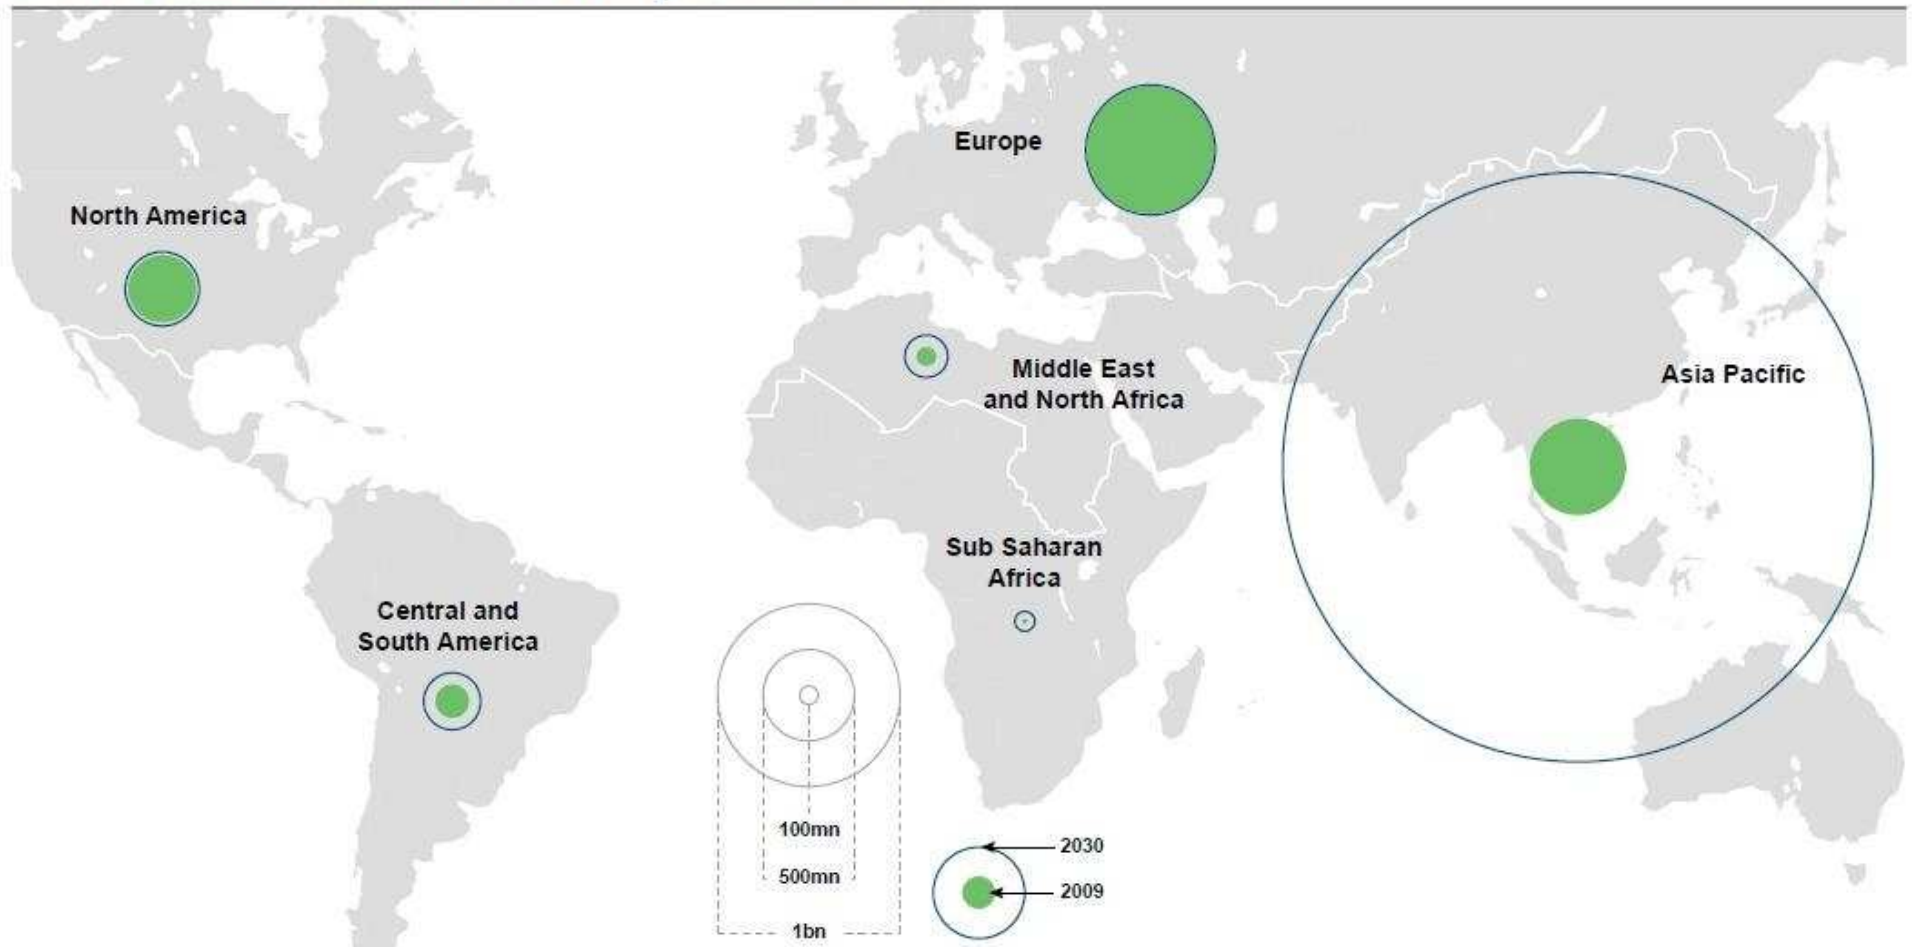 Europe
North America
Middle East
and North Africa
Asia Pacific
Sub Saharan
Africa
Central and
South America
100mn
500mn
1bn
2030
2009